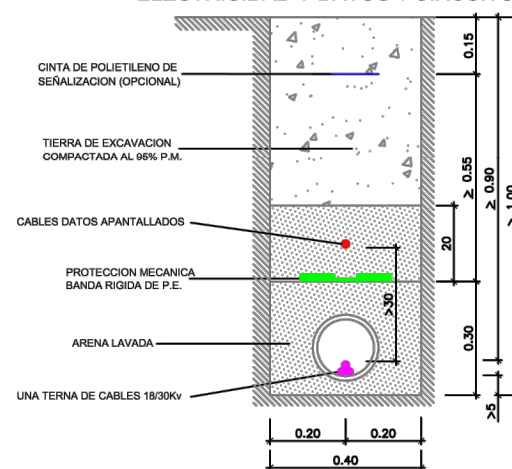 CINTA DE POLIETILENO DE
SEÑALIZACION (OPCIONAL)
TIERRA DE EXCAVACION
COMPACTADA AL 95% P.M.
CABLES DATOS APANTALLADOS
PROTECCION MECANICA
BANDA RIGIDA DE P.E.
ARENA LAVADA
UNA TERNA DE CABLES 18/30Kv
0.15
≥ 0.55
≥ 0.90
≥ 1.00
20
>30
0.30
>5
0.20
0.20
0.40